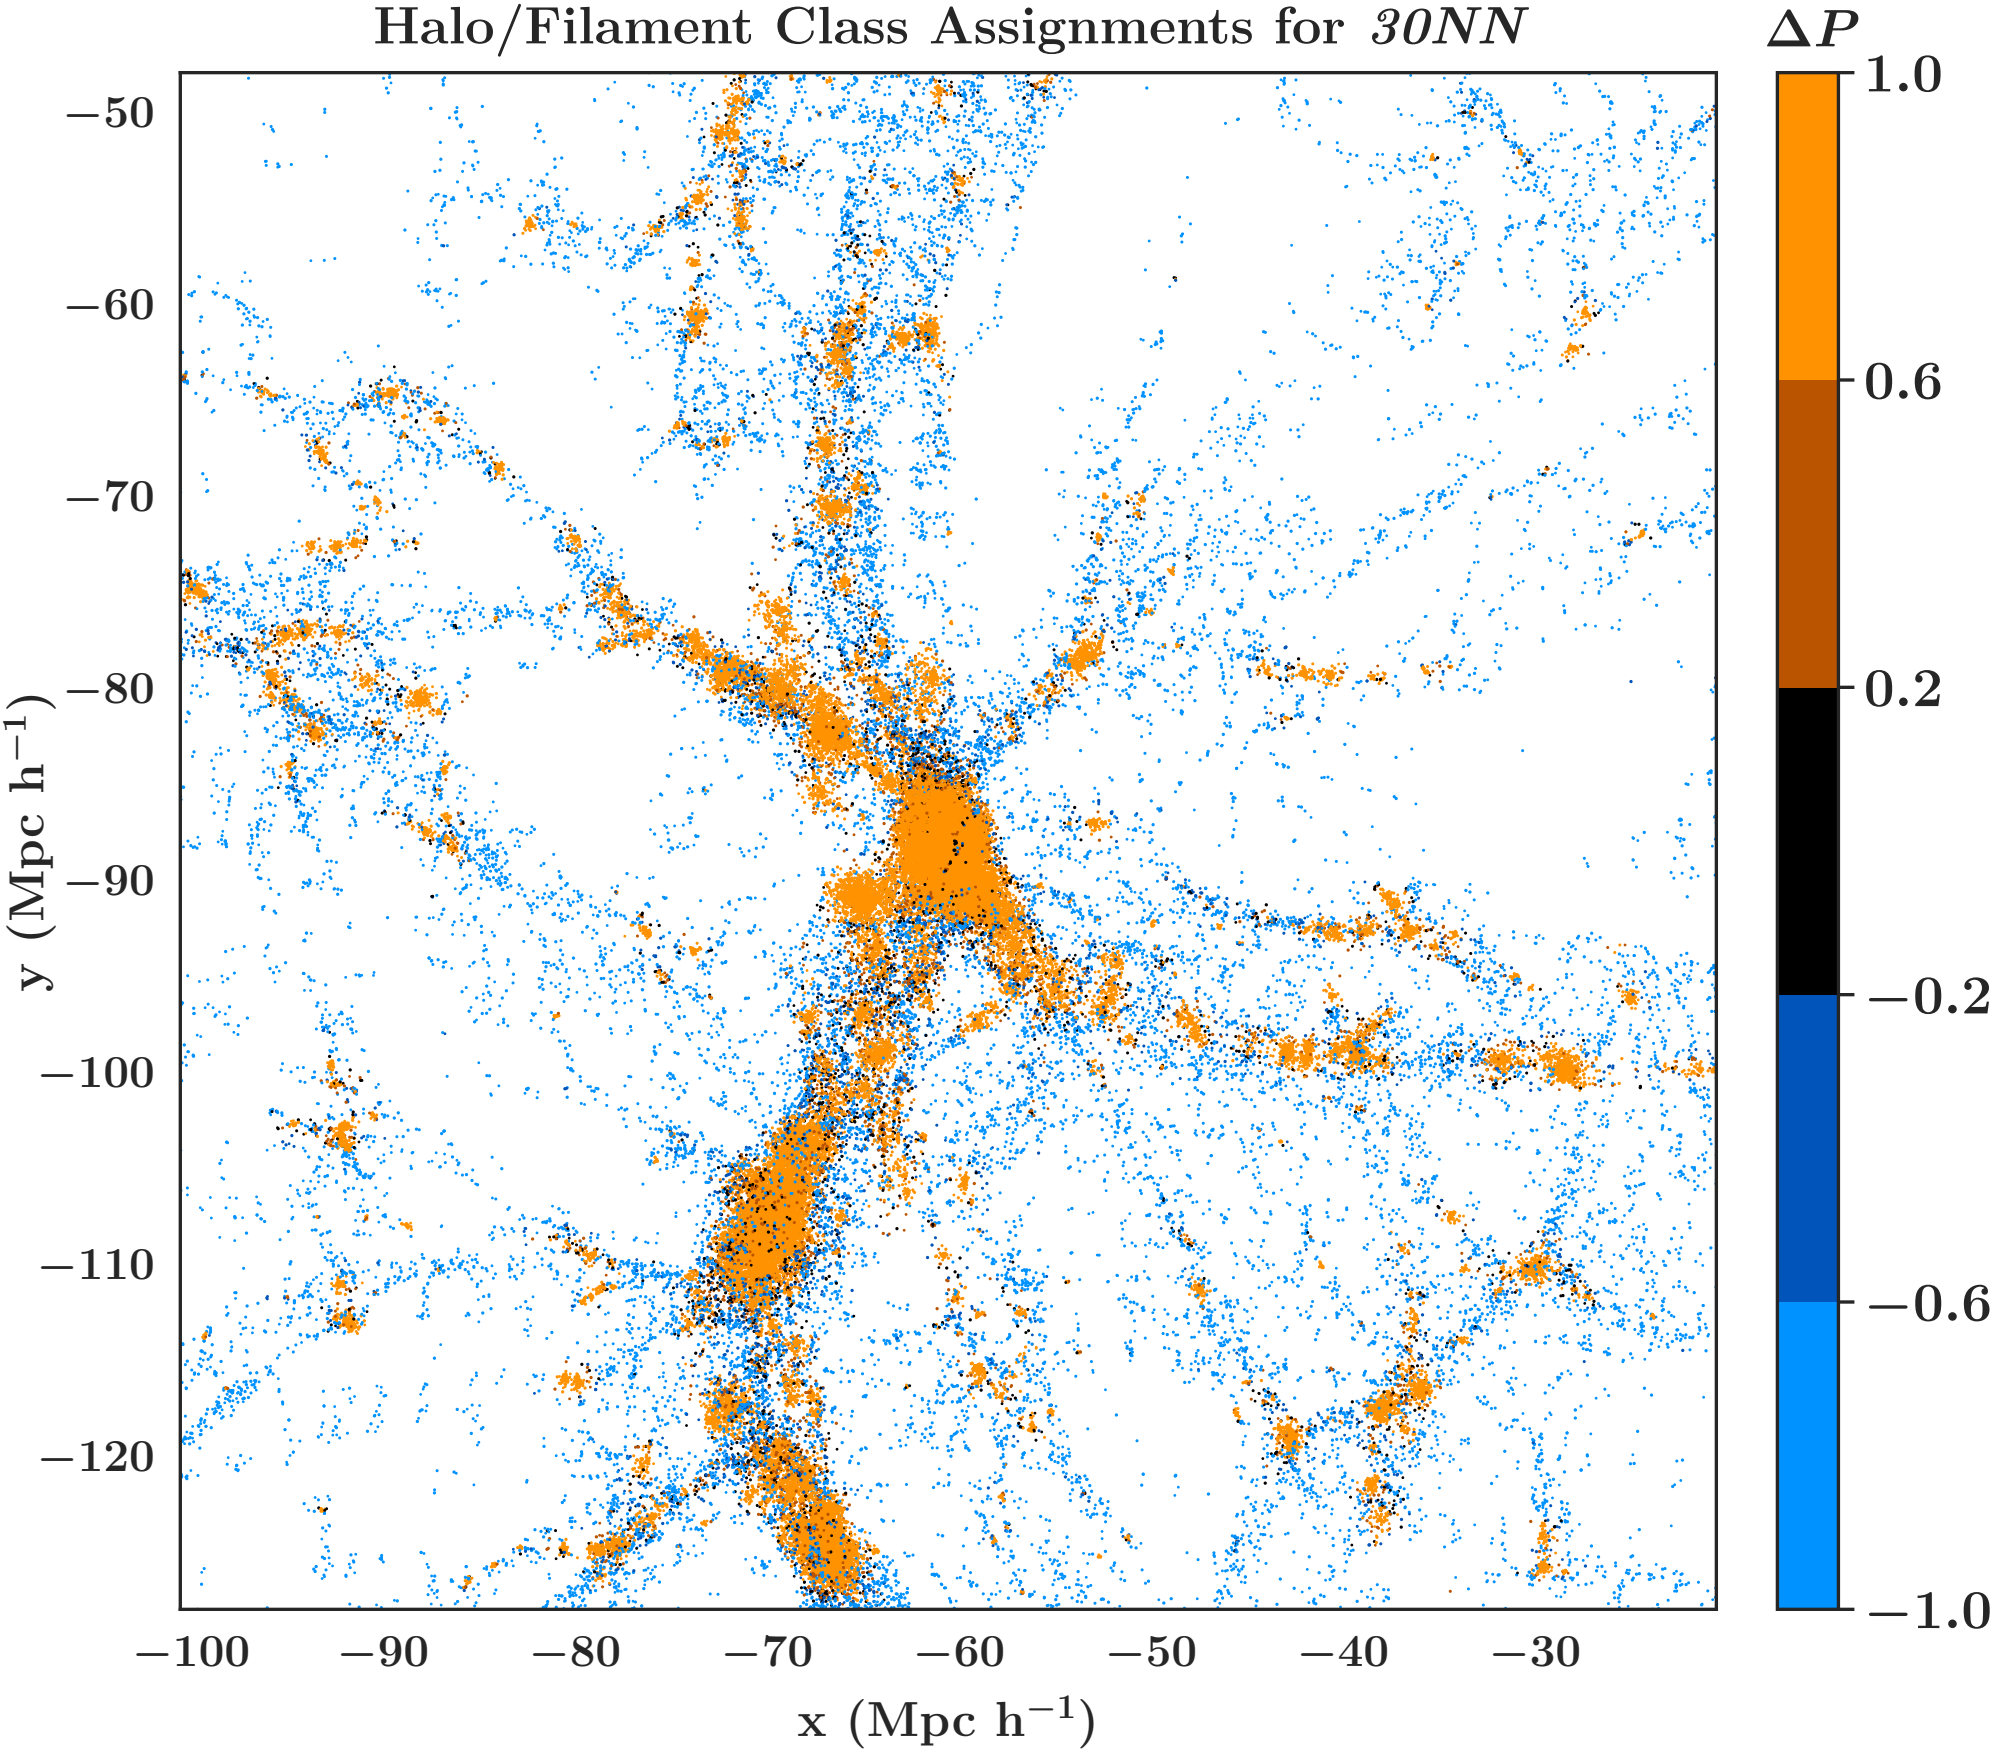 Halo/Filament Class Assignments for 30NN
ΔP
1.0
0.6
0.2
−0.2
−0.6
−1.0
y (Mpc h⁻¹)
−50
−60
−70
−80
−90
−100
−110
−120
−100 −90 −80 −70 −60 −50 −40 −30
x (Mpc h⁻¹)